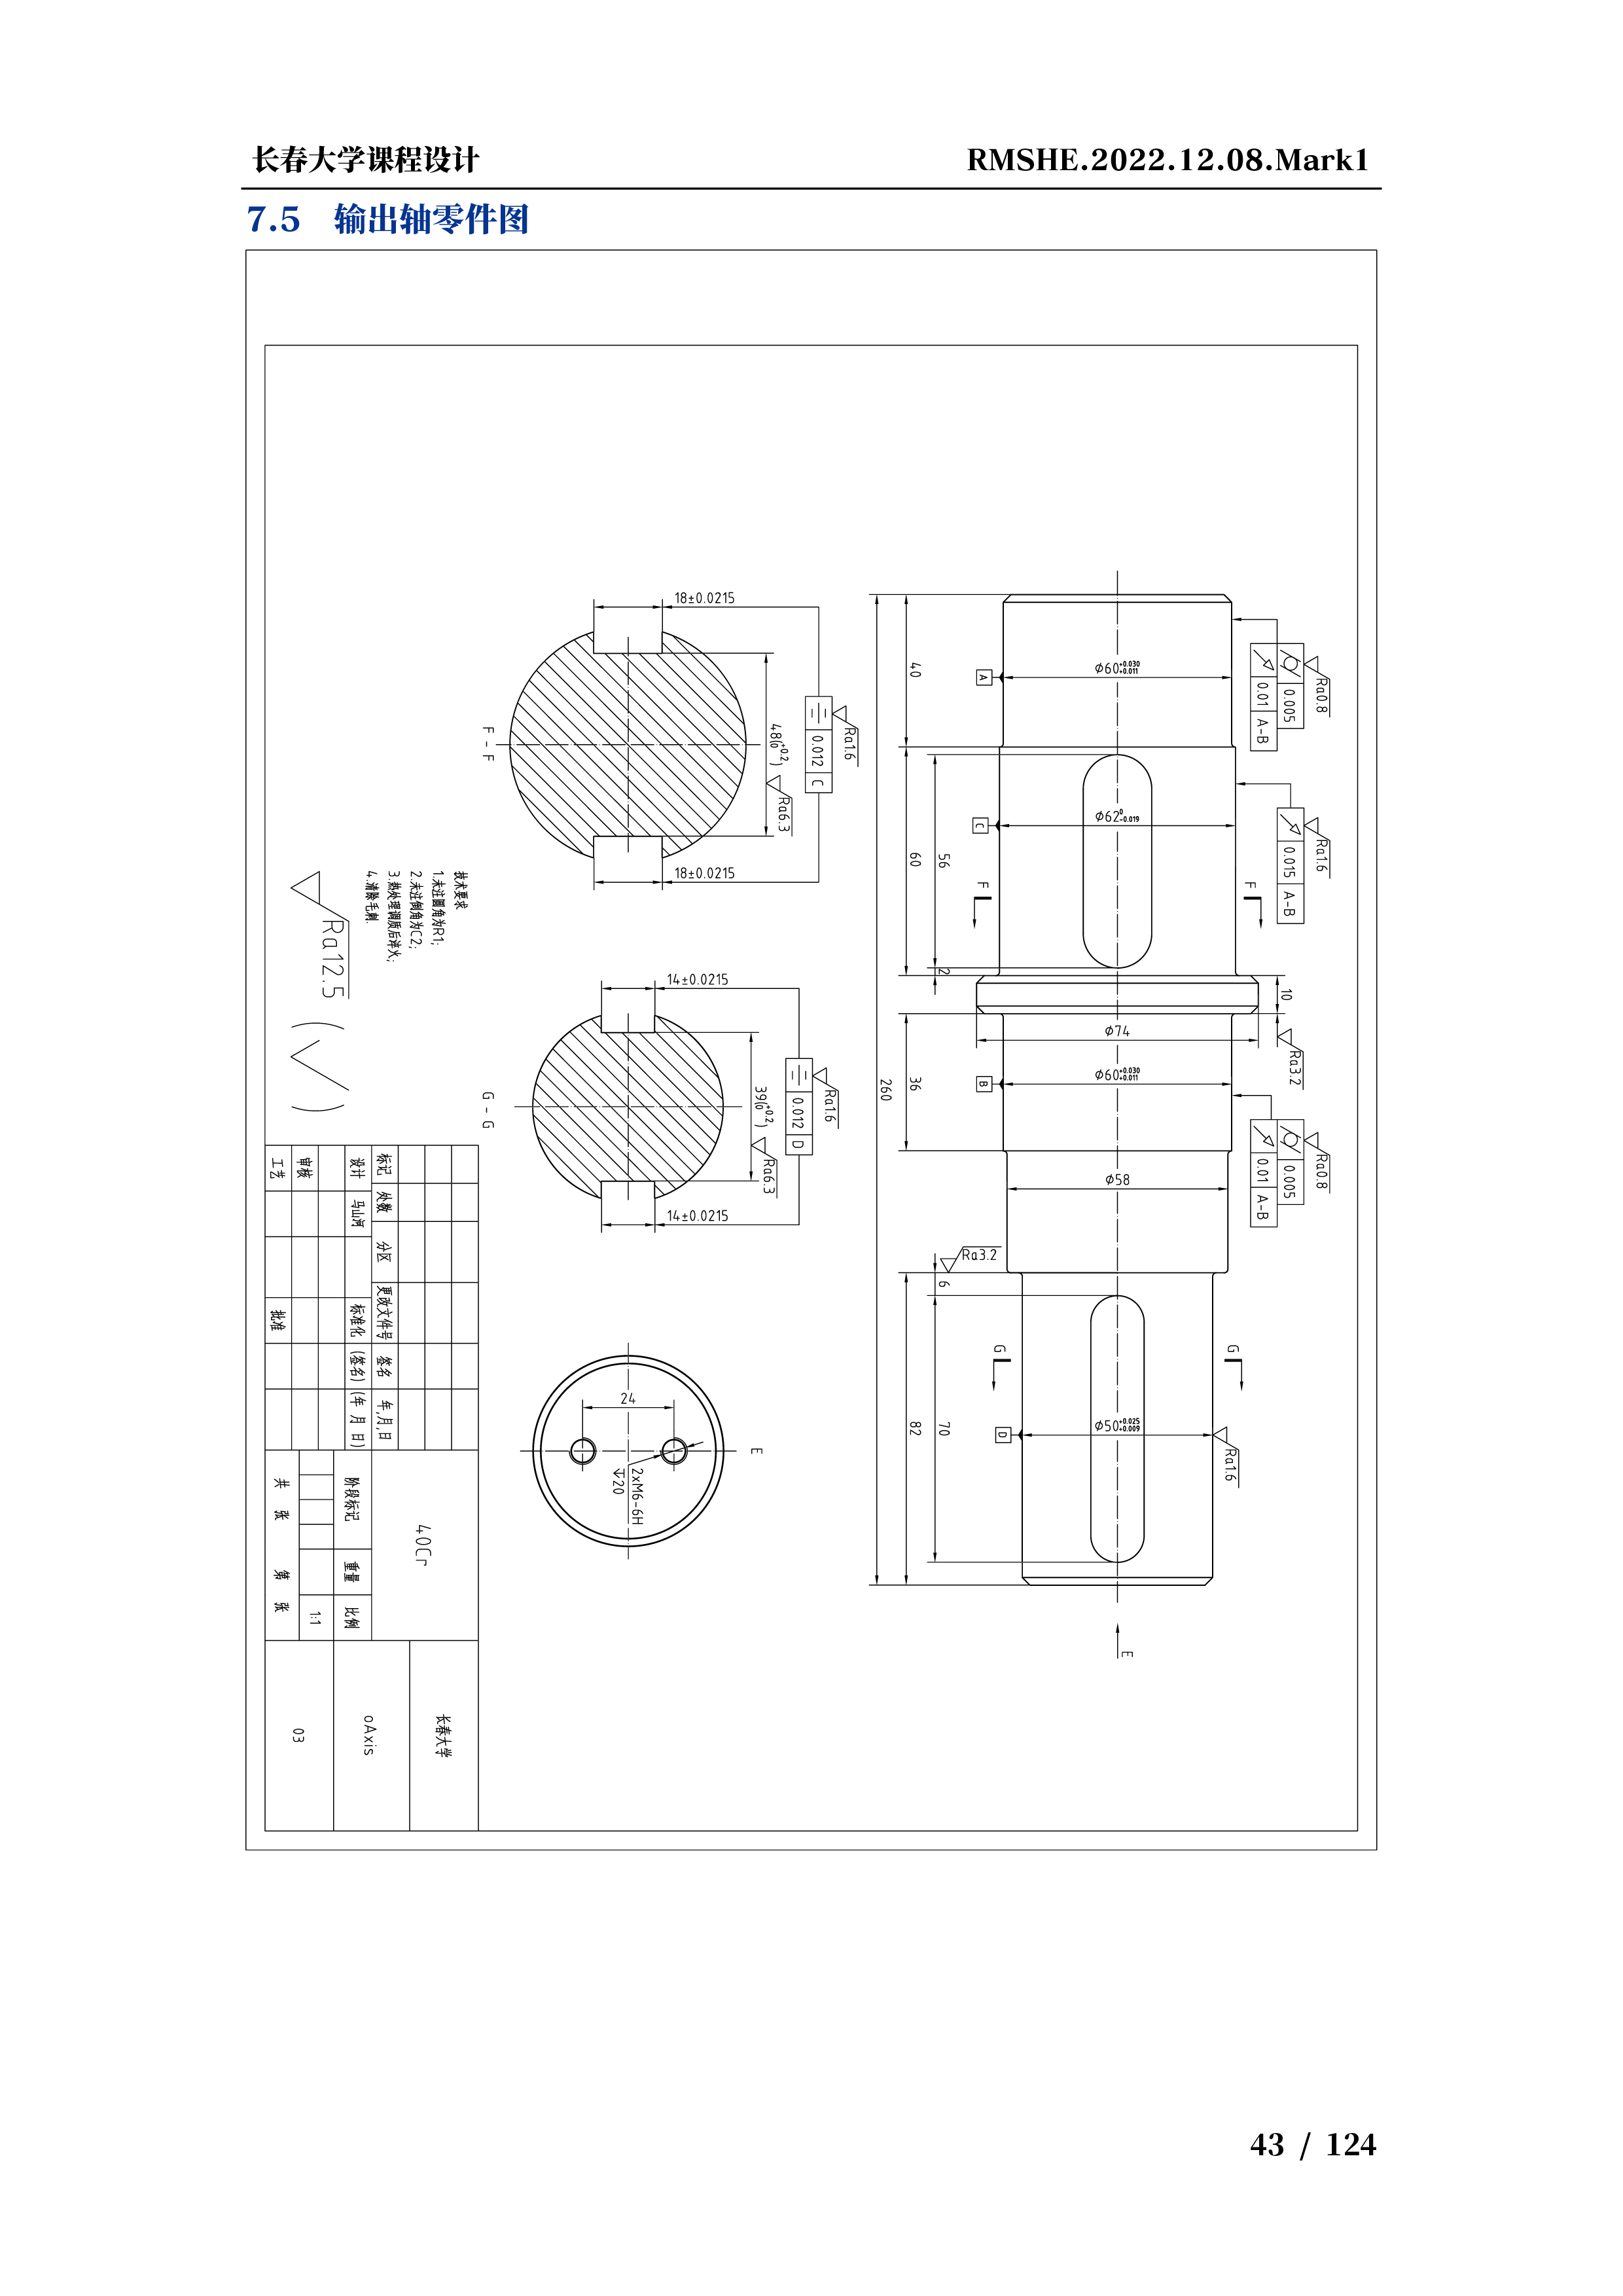 长春大学课程设计
RMSHE.2022.12.08.Mark1
7.5 输出轴零件图
Ra0.8
0.005
0.01 A-B
Ra1.6
0.015 A-B
Ra0.8
0.005
0.01 A-B
Ra3.2
10
Ra1.6
F
F
G
G
φ60+0.030+0.011
φ62 0-0.019
φ74
φ60+0.030+0.011
φ58
φ50+0.025+0.009
A
C
B
D
E
Ra3.2
56
2
6
70
40
60
36
82
260
Ra1.6
0.012 C
18±0.0215
18±0.0215
48(+0.2 0)
Ra6.3
F - F
Ra1.6
0.012 D
14±0.0215
14±0.0215
39(+0.2 0)
Ra6.3
G - G
E
24
2xM6-6H
↧20
技术要求
1.未注圆角为R1;
2.未注倒角为C2;
3.热处理调质后淬火;
4.清除毛刺.
Ra12.5 (√)
标记 处数 分区 更改文件号 签名 年,月,日
设计 马山河 标准化 (签名) (年 月 日)
审核
工艺 批准
40Cr
阶段标记 重量 比例
1:1
共 张 第 张
长春大学
oAxis
03
43 / 124